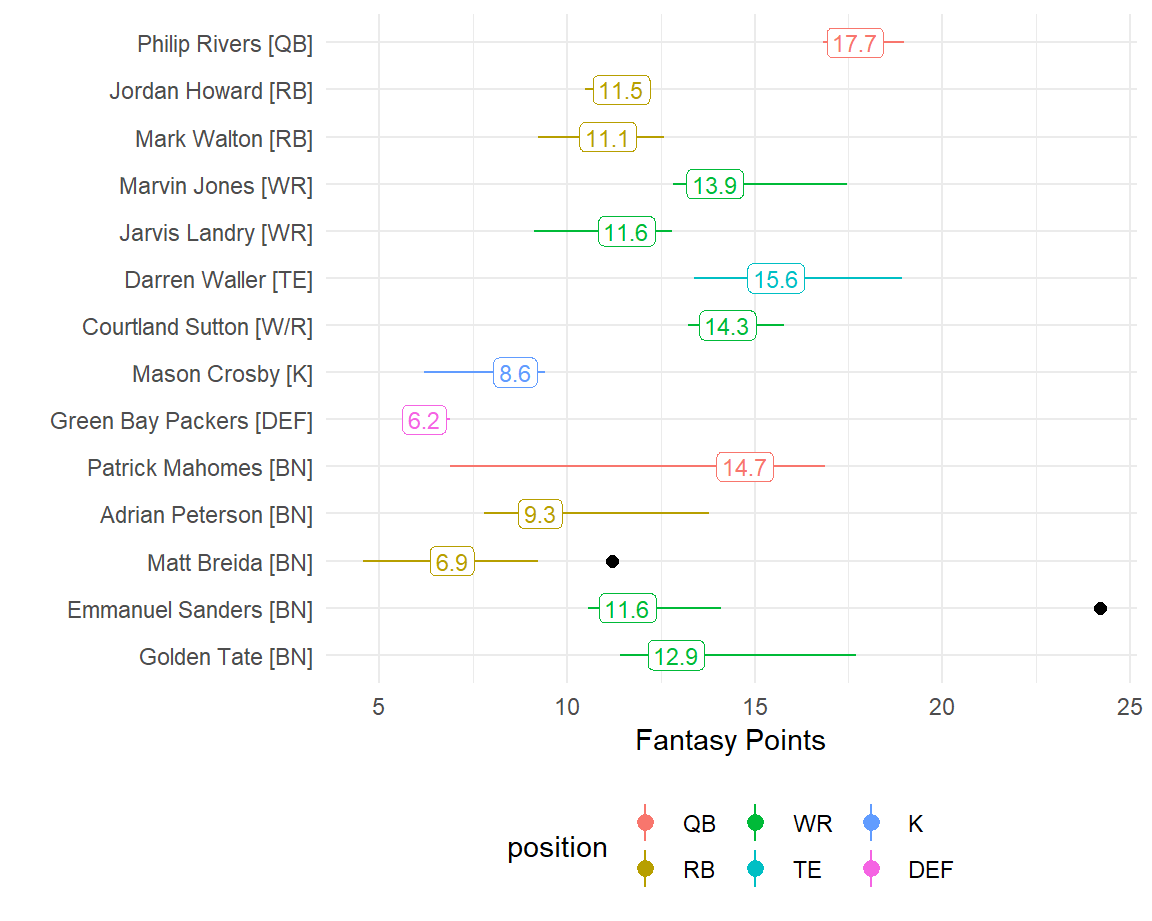 Philip Rivers [QB] 17.7
Jordan Howard [RB] 11.5
Mark Walton [RB] 11.1
Marvin Jones [WR] 13.9
Jarvis Landry [WR] 11.6
Darren Waller [TE] 15.6
Courtland Sutton [W/R] 14.3
Mason Crosby [K] 8.6
Green Bay Packers [DEF] 6.2
Patrick Mahomes [BN] 14.7
Adrian Peterson [BN] 9.3
Matt Breida [BN] 6.9
Emmanuel Sanders [BN] 11.6
Golden Tate [BN] 12.9
5 10 15 20 25
Fantasy Points
position
QB WR K
RB TE DEF